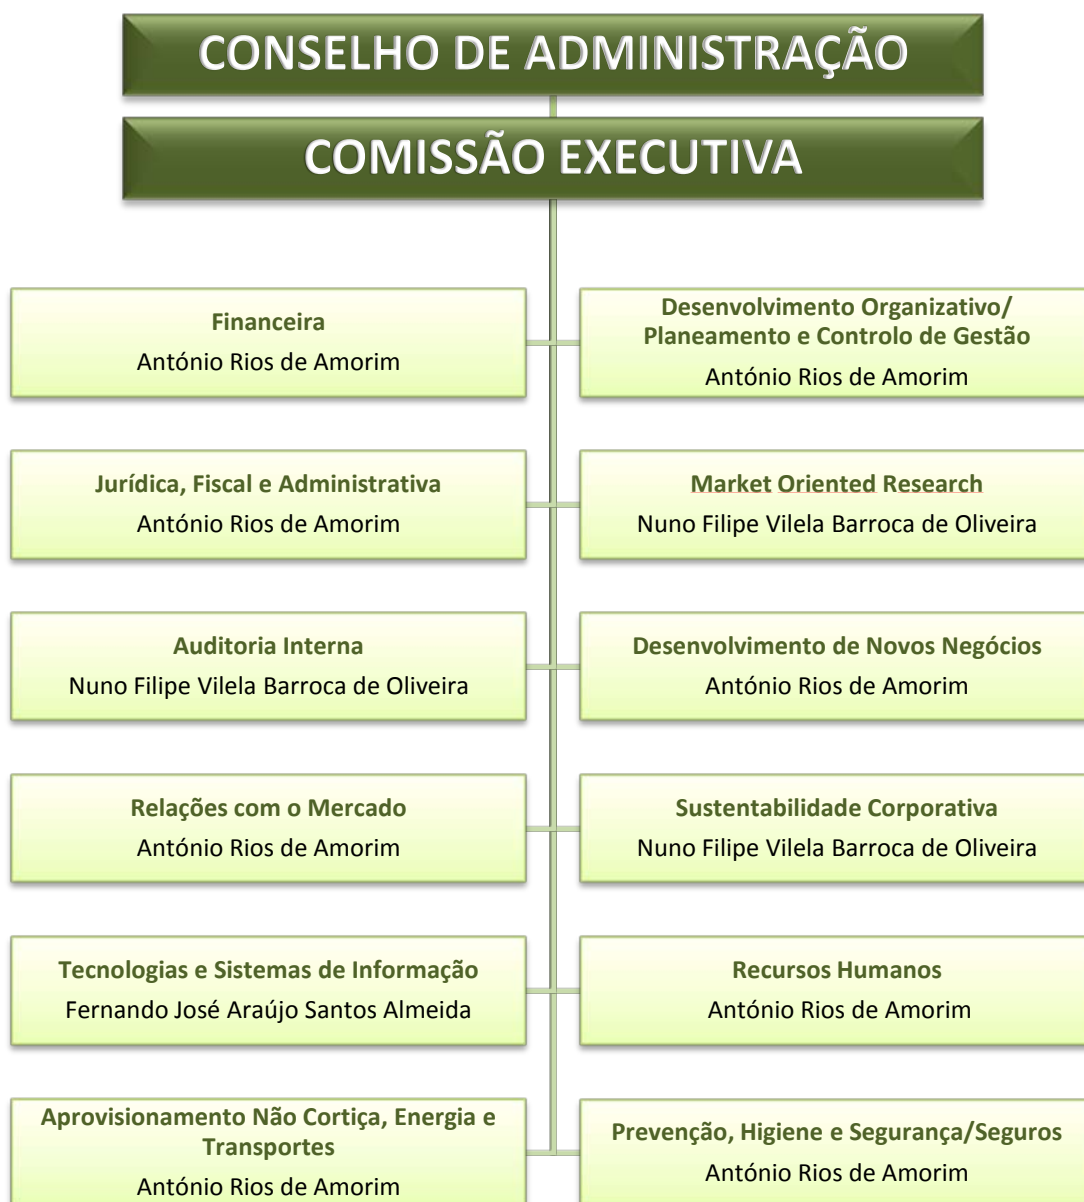 CONSELHO DE ADMINISTRAÇÃO
COMISSÃO EXECUTIVA
Financeira
António Rios de Amorim
Desenvolvimento Organizativo/
Planeamento e Controlo de Gestão
António Rios de Amorim
Jurídica, Fiscal e Administrativa
António Rios de Amorim
Market Oriented Research
Nuno Filipe Vilela Barroca de Oliveira
Auditoria Interna
Nuno Filipe Vilela Barroca de Oliveira
Desenvolvimento de Novos Negócios
António Rios de Amorim
Relações com o Mercado
António Rios de Amorim
Sustentabilidade Corporativa
Nuno Filipe Vilela Barroca de Oliveira
Tecnologias e Sistemas de Informação
Fernando José Araújo Santos Almeida
Recursos Humanos
António Rios de Amorim
Aprovisionamento Não Cortiça, Energia e
Transportes
António Rios de Amorim
Prevenção, Higiene e Segurança/Seguros
António Rios de Amorim